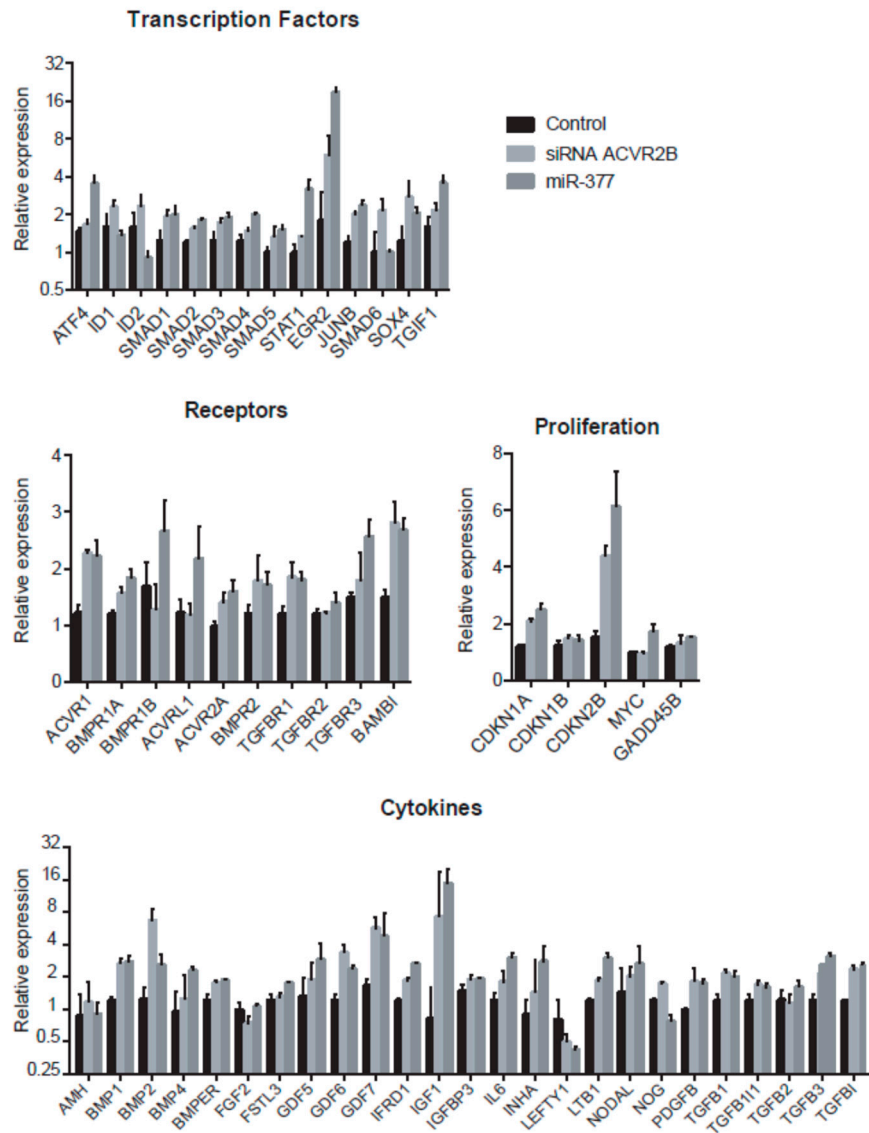 Transcription Factors
Relative expression
32
16
8
4
2
1
0.5
Control
siRNA ACVR2B
miR-377
ATF4
ID1
ID2
SMAD1
SMAD2
SMAD3
SMAD4
SMAD5
STAT1
EGR2
JUNB
SMAD6
SOX4
TGIF1
Receptors
Relative expression
4
3
2
1
0
ACVR1
BMPR1A
BMPR1B
ACVRL1
ACVR2A
BMPR2
TGFBR1
TGFBR2
TGFBR3
BAMBI
Proliferation
Relative expression
8
6
4
2
0
CDKN1A
CDKN1B
CDKN2B
MYC
GADD45B
Cytokines
Relative expression
32
16
8
4
2
1
0.5
0.25
AMH
BMP1
BMP2
BMP4
BMPER
FGF2
FSTL3
GDF5
GDF6
GDF7
IFRD1
IGF1
IGFBP3
IL6
INHA
LEFTY1
LTB1
NODAL
NOG
PDGFB
TGFB1
TGFB1I1
TGFB2
TGFB3
TGFBI